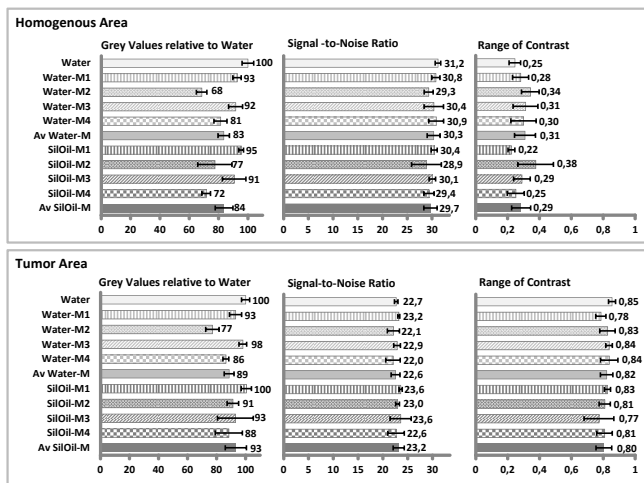 Homogenous Area
Grey Values relative to Water Signal -to-Noise Ratio Range of Contrast
Water 100 31,2 0,25
Water-M1 93 30,8 0,28
Water-M2 68 29,3 0,34
Water-M3 92 30,4 0,31
Water-M4 81 30,9 0,30
Av Water-M 83 30,3 0,31
SilOil-M1 95 30,4 0,22
SilOil-M2 77 28,9 0,38
SilOil-M3 91 30,1 0,29
SilOil-M4 72 29,4 0,25
Av SilOil-M 84 29,7 0,29
0 20 40 60 80 100 0 10 20 30 0 0,2 0,4 0,6 0,8 1
Tumor Area
Grey Values relative to Water Signal-to-Noise Ratio Range of Contrast
Water 100 22,7 0,85
Water-M1 93 23,2 0,78
Water-M2 77 22,1 0,83
Water-M3 98 22,9 0,84
Water-M4 86 22,0 0,84
Av Water-M 89 22,6 0,82
SilOil-M1 100 23,6 0,83
SilOil-M2 91 23,0 0,81
SilOil-M3 93 23,6 0,77
SilOil-M4 88 22,6 0,81
Av SilOil-M 93 23,2 0,80
0 20 40 60 80 100 0 10 20 30 0 0,2 0,4 0,6 0,8 1